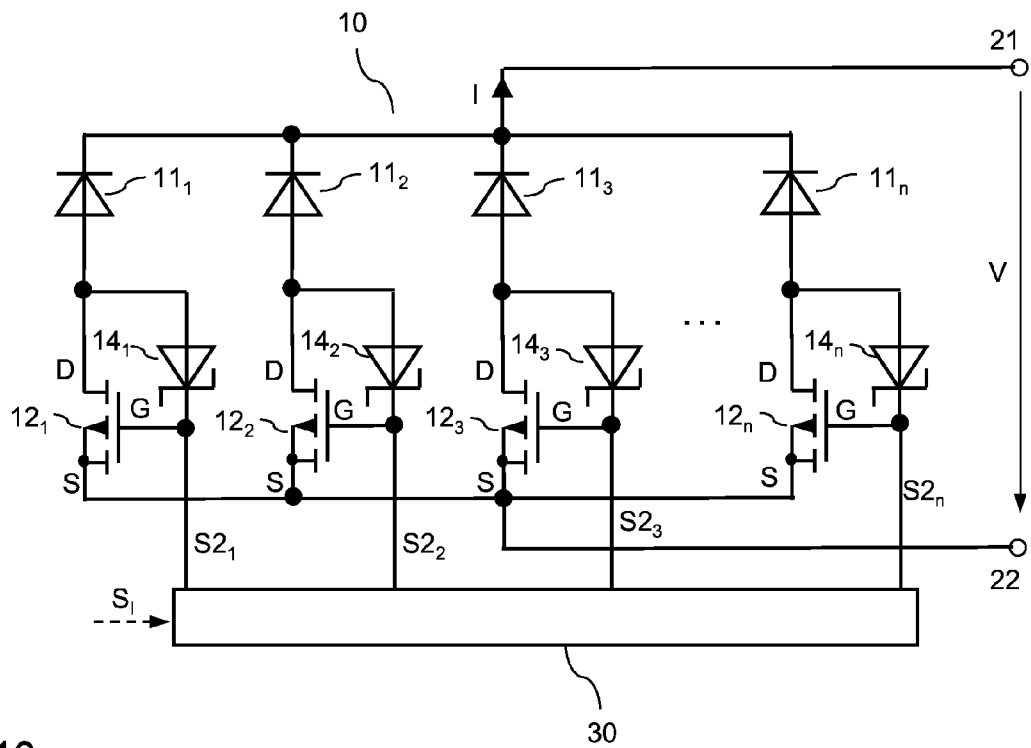 10
21
I
11₁
11₂
11₃
11ₙ
V
14₁
14₂
14₃
...
14ₙ
D
D
D
D
G
G
G
G
12₁
12₂
12₃
12ₙ
S
S
S
S
S2₁
S2₂
S2₃
S2ₙ
22
S_I
30